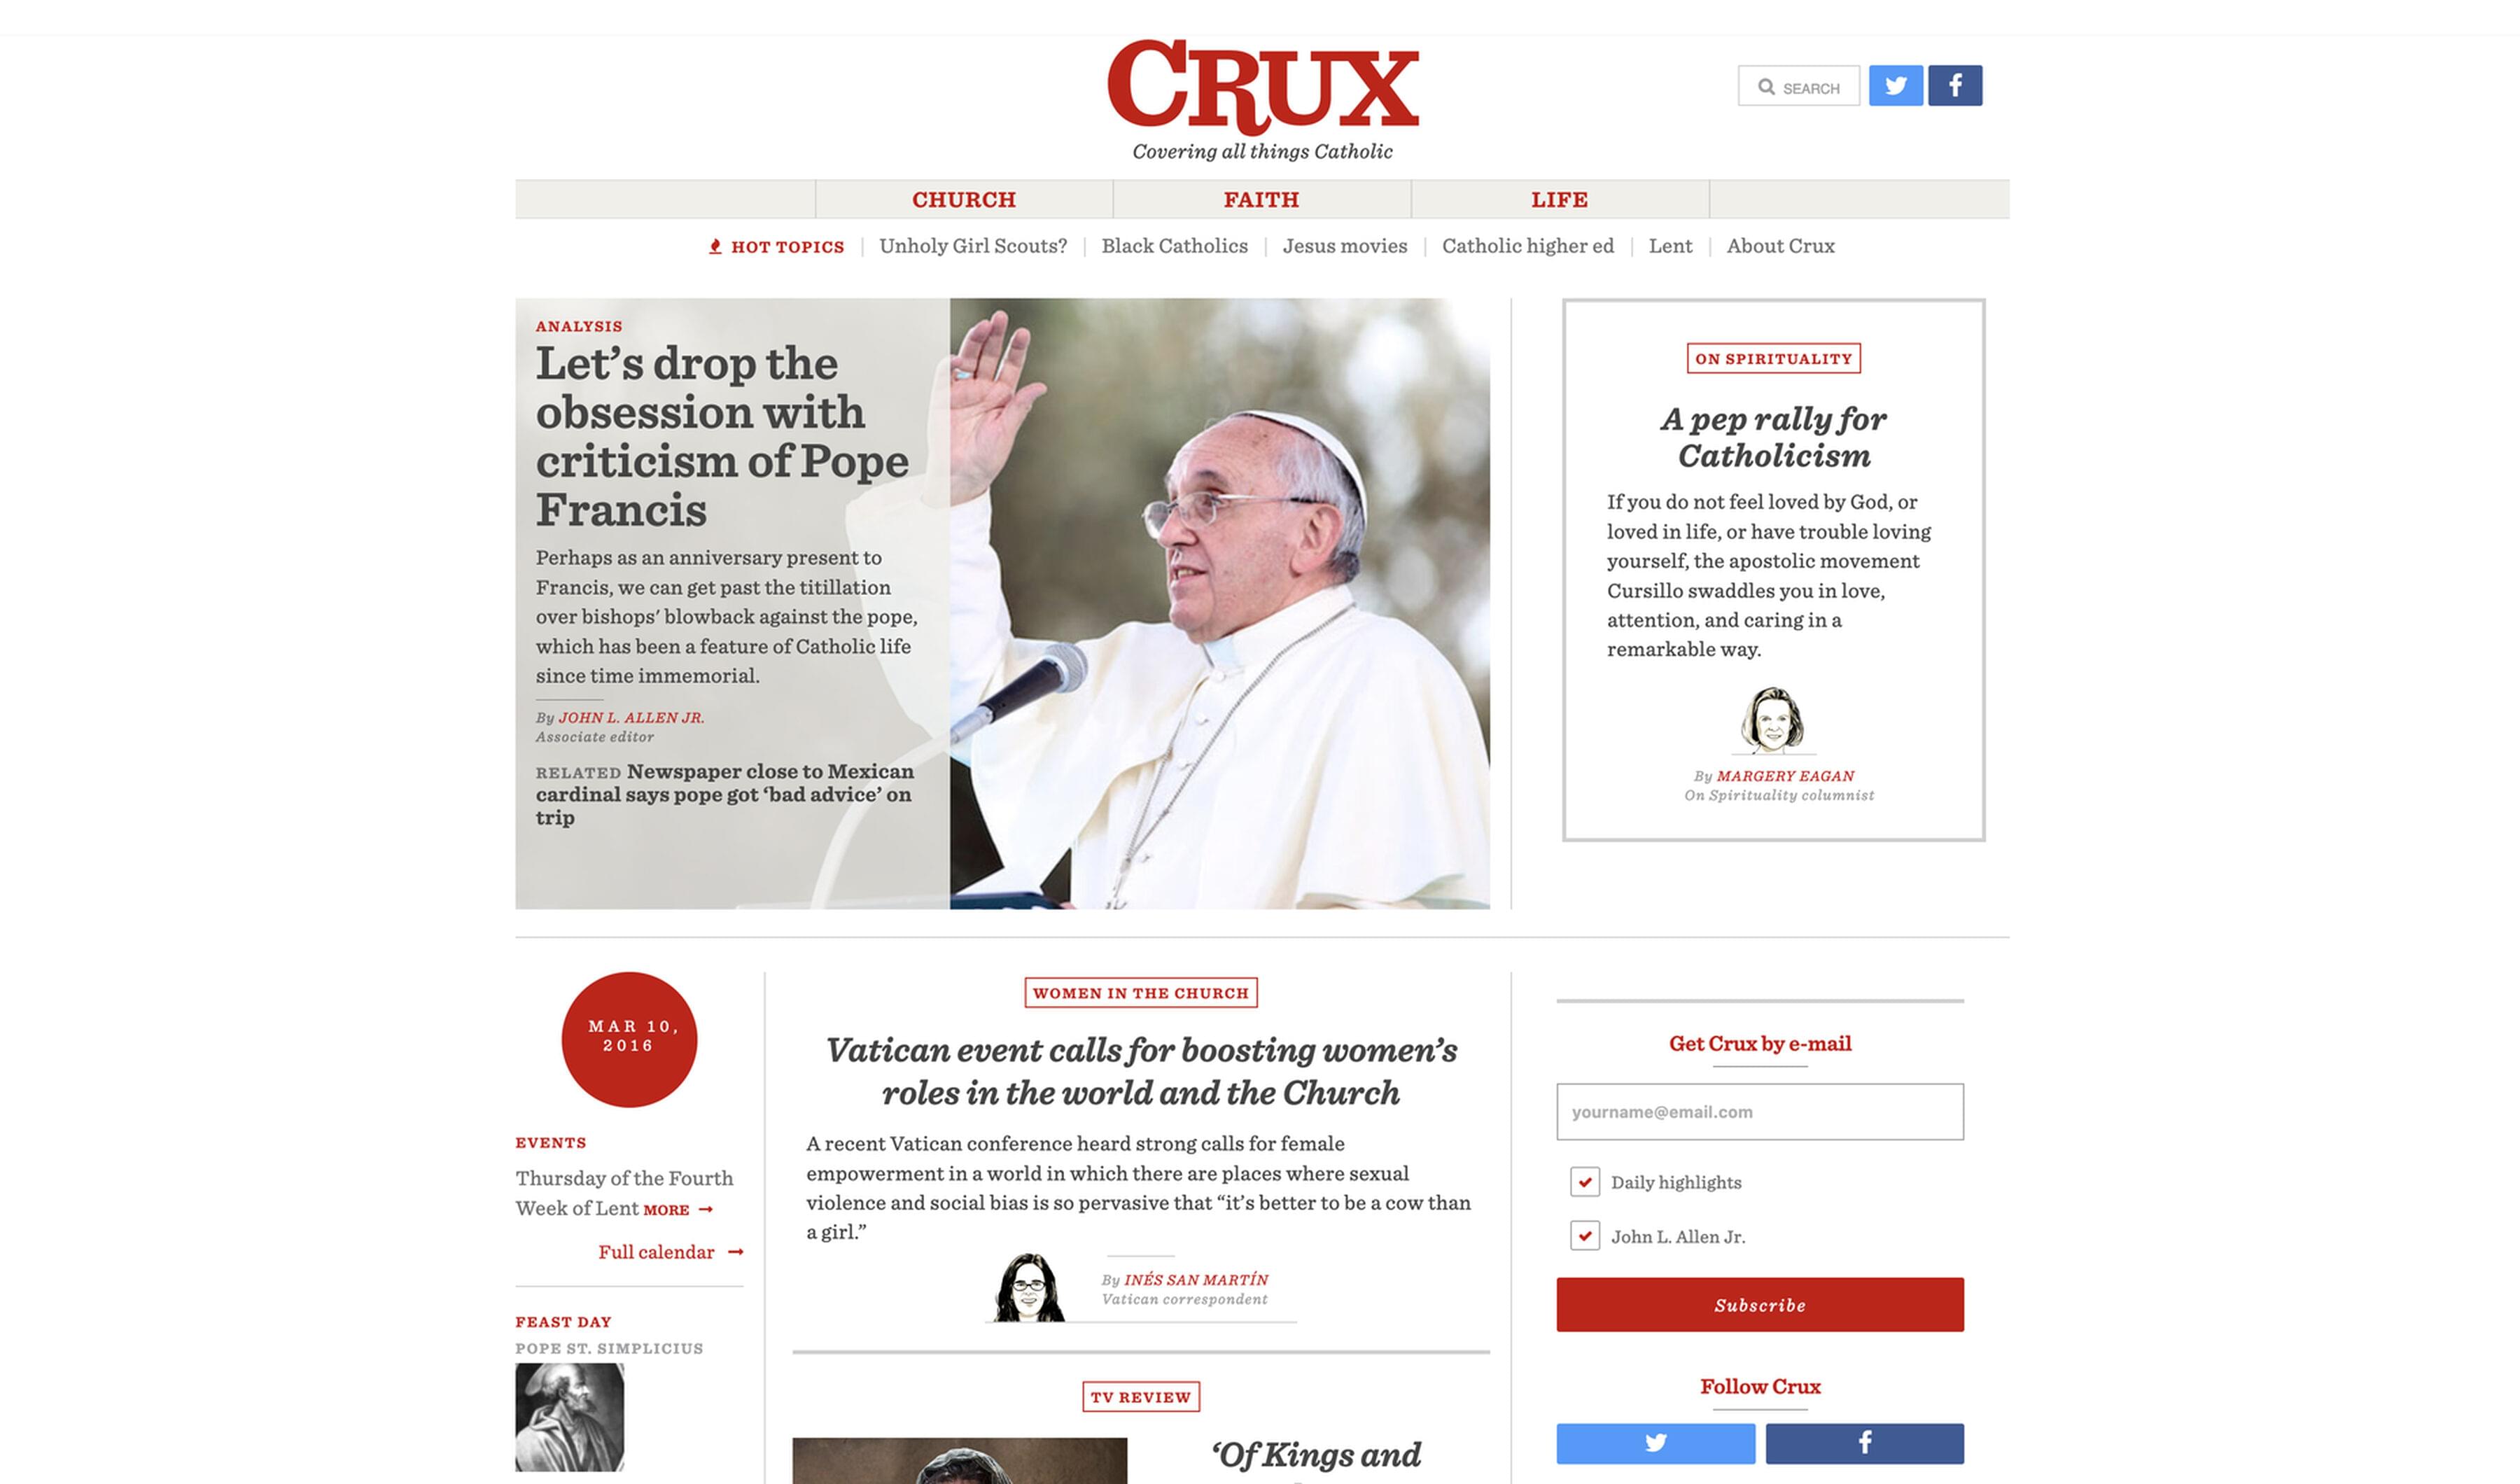 CRUX
Covering all things Catholic
SEARCH
CHURCH
FAITH
LIFE
HOT TOPICS
Unholy Girl Scouts?
Black Catholics
Jesus movies
Catholic higher ed
Lent
About Crux
ANALYSIS
Let’s drop the
obsession with
criticism of Pope
Francis
Perhaps as an anniversary present to
Francis, we can get past the titillation
over bishops’ blowback against the pope,
which has been a feature of Catholic life
since time immemorial.
By JOHN L. ALLEN JR.
Associate editor
RELATED Newspaper close to Mexican
cardinal says pope got ‘bad advice’ on
trip
ON SPIRITUALITY
A pep rally for
Catholicism
If you do not feel loved by God, or
loved in life, or have trouble loving
yourself, the apostolic movement
Cursillo swaddles you in love,
attention, and caring in a
remarkable way.
By MARGERY EAGAN
On Spirituality columnist
MAR 10,
2016
EVENTS
Thursday of the Fourth
Week of Lent MORE →
Full calendar →
FEAST DAY
POPE ST. SIMPLICIUS
WOMEN IN THE CHURCH
Vatican event calls for boosting women’s
roles in the world and the Church
A recent Vatican conference heard strong calls for female
empowerment in a world in which there are places where sexual
violence and social bias is so pervasive that “it’s better to be a cow than
a girl.”
By INÉS SAN MARTÍN
Vatican correspondent
TV REVIEW
‘Of Kings and
Get Crux by e-mail
yourname@email.com
Daily highlights
John L. Allen Jr.
Subscribe
Follow Crux